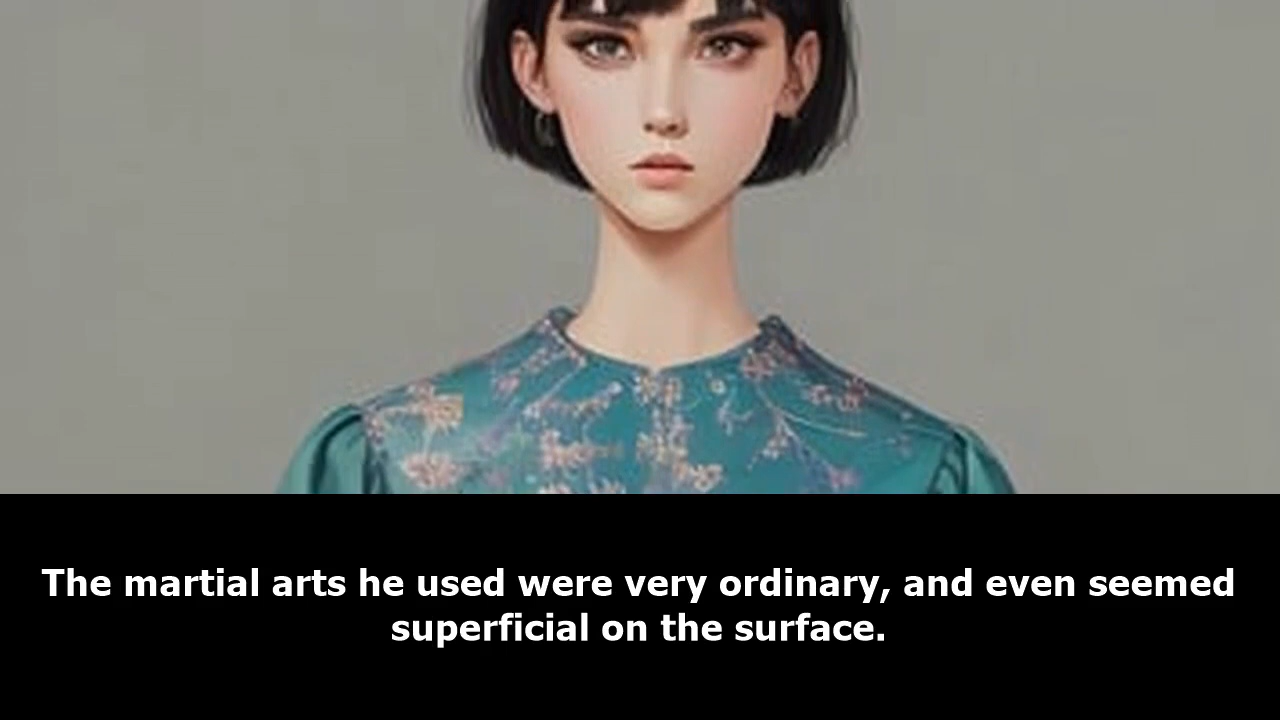 The martial arts he used were very ordinary, and even seemed
superficial on the surface.